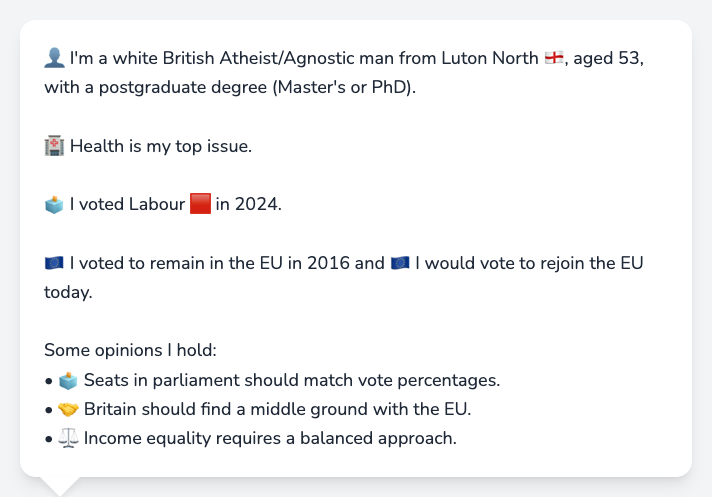 👤 I'm a white British Atheist/Agnostic man from Luton North 🏴󠁧󠁢󠁥󠁮󠁧󠁿, aged 53,
with a postgraduate degree (Master's or PhD).
🏥 Health is my top issue.
🗳️ I voted Labour 🟥 in 2024.
🇪🇺 I voted to remain in the EU in 2016 and 🇪🇺 I would vote to rejoin the EU
today.
Some opinions I hold:
• 🗳️ Seats in parliament should match vote percentages.
• 🤝 Britain should find a middle ground with the EU.
• ⚖️ Income equality requires a balanced approach.